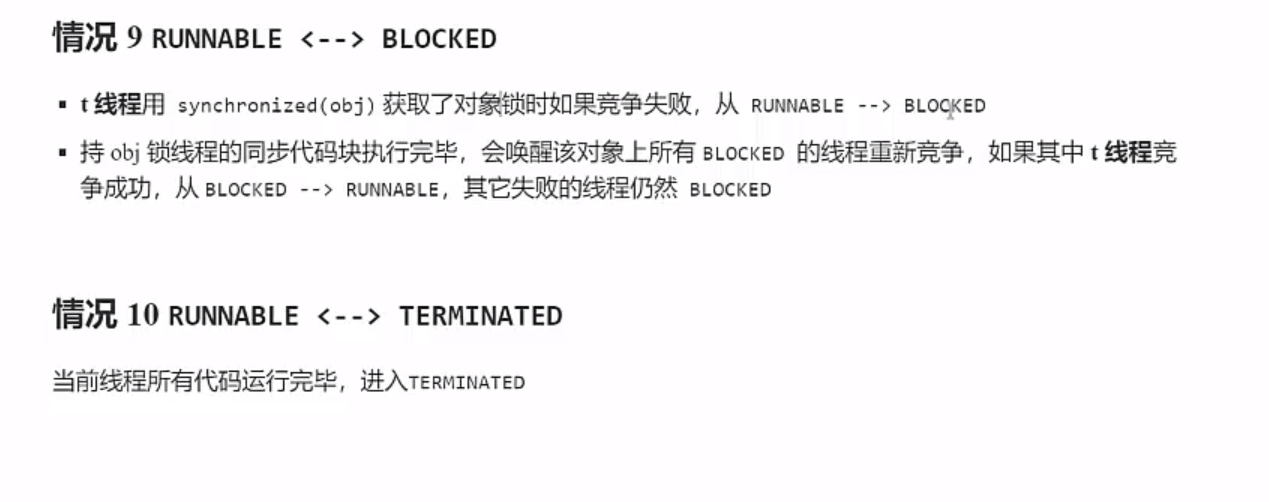 情况 9 RUNNABLE <--> BLOCKED
▪ t 线程用 synchronized(obj) 获取了对象锁时如果竞争失败，从 RUNNABLE --> BLOCKED
▪ 持 obj 锁线程的同步代码块执行完毕，会唤醒该对象上所有 BLOCKED 的线程重新竞争，如果其中 t 线程竞
争成功，从 BLOCKED --> RUNNABLE，其它失败的线程仍然 BLOCKED
情况 10 RUNNABLE <--> TERMINATED
当前线程所有代码运行完毕，进入TERMINATED